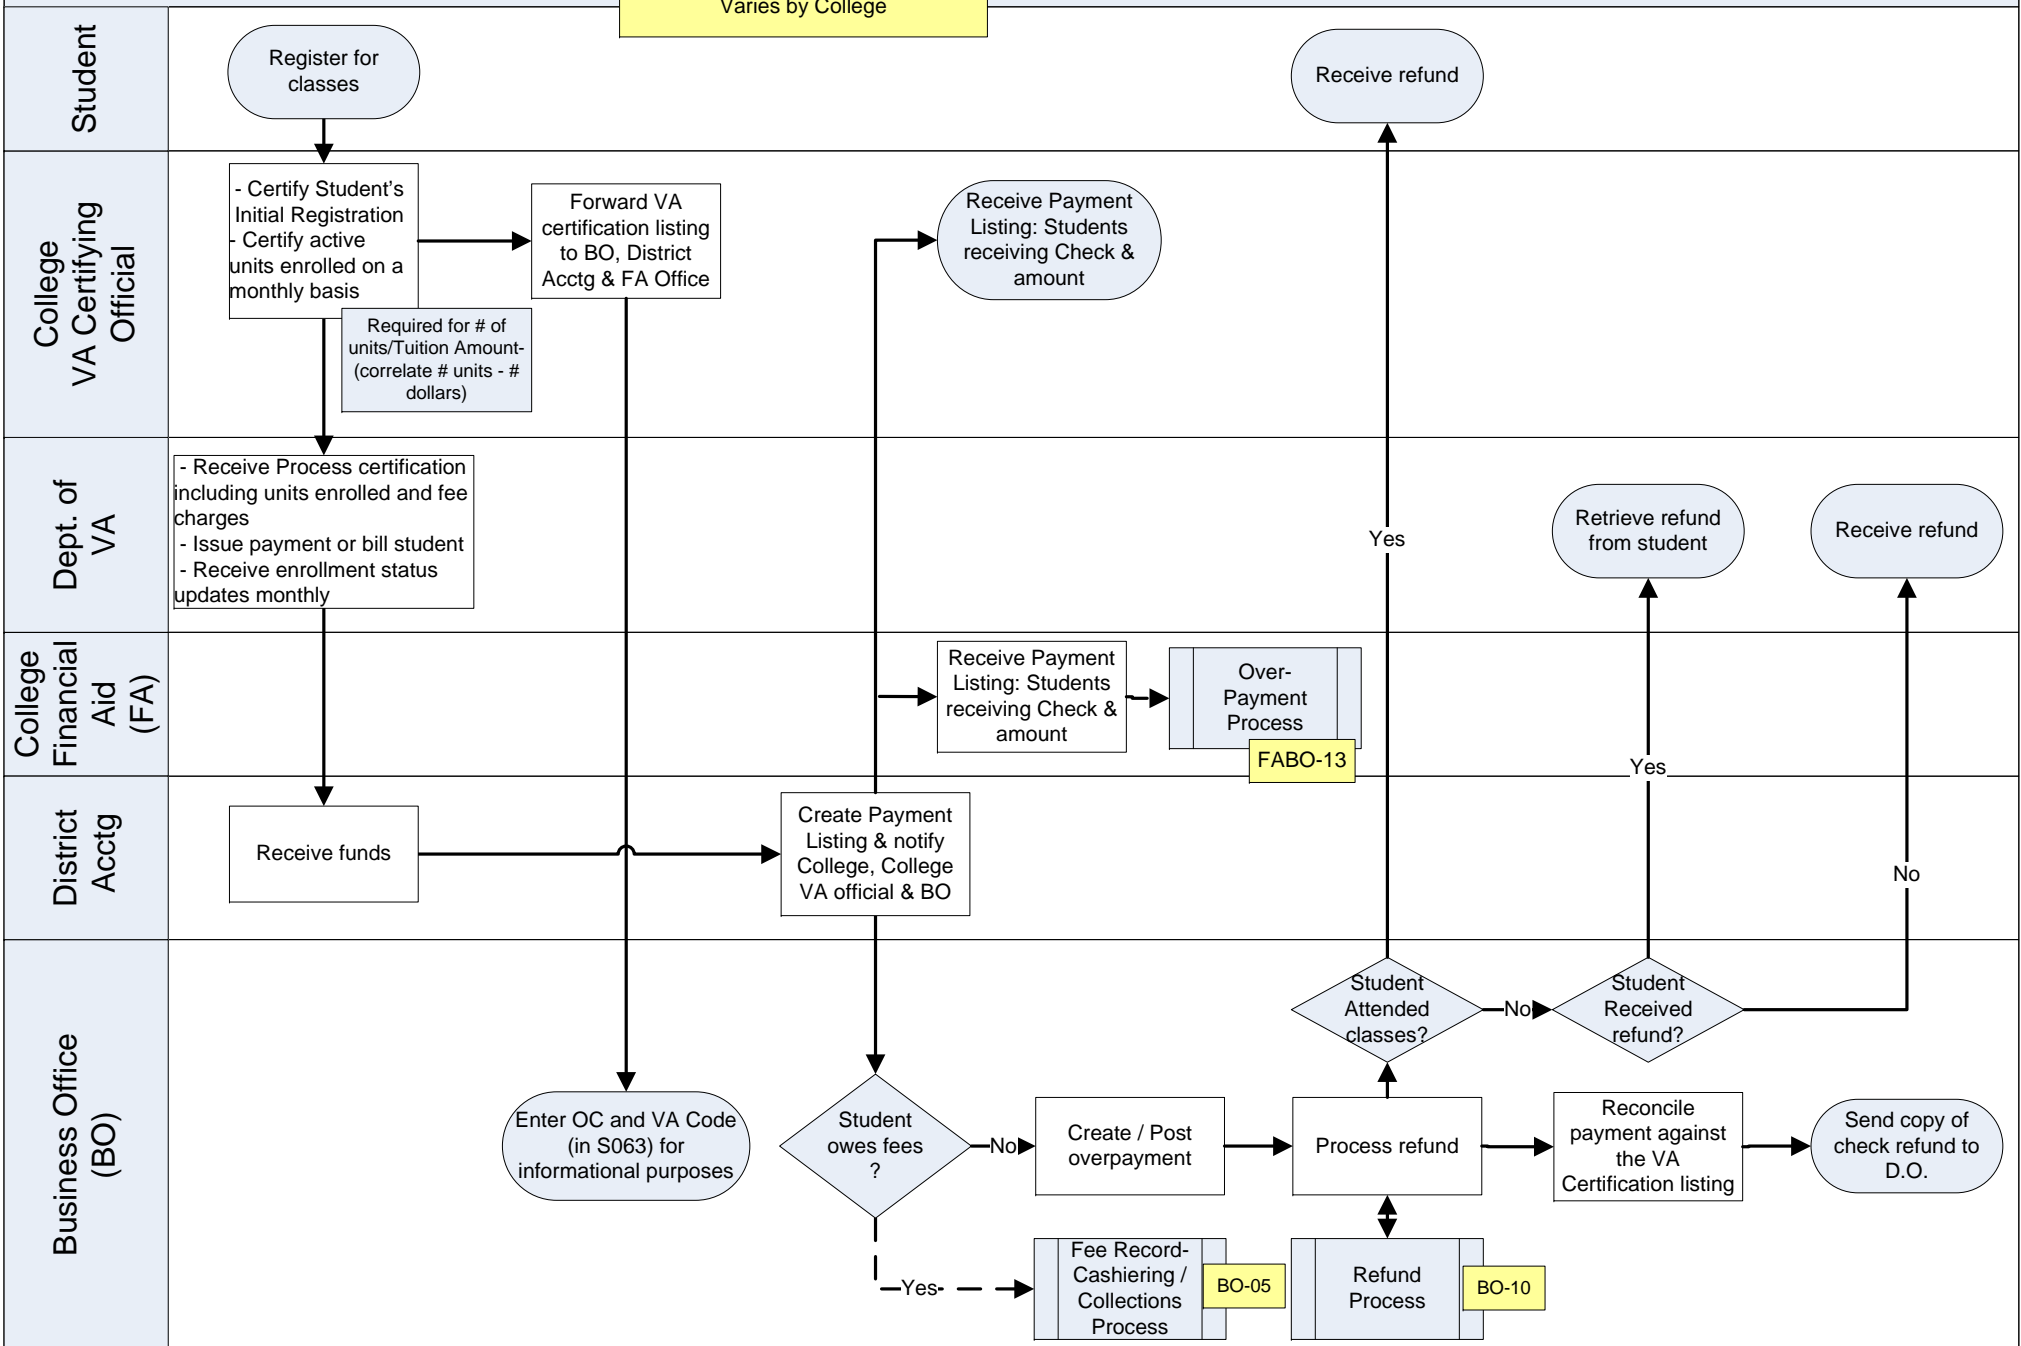 Varies by College
Student
Register for
classes
Receive refund
College
VA Certifying
Official
- Certify Student's
Initial Registration
- Certify active
units enrolled on a
monthly basis
Required for # of
units/Tuition Amount-
(correlate # units - #
dollars)
Forward VA
certification listing
to BO, District
Acctg & FA Office
Receive Payment
Listing: Students
receiving Check &
amount
Dept. of
VA
- Receive Process certification
including units enrolled and fee
charges
- Issue payment or bill student
- Receive enrollment status
updates monthly
Yes
Retrieve refund
from student
Receive refund
College
Financial
Aid
(FA)
Receive Payment
Listing: Students
receiving Check &
amount
Over-
Payment
Process
FABO-13
Yes
District
Acctg
Receive funds
Create Payment
Listing & notify
College, College
VA official & BO
No
Business Office
(BO)
Student
Attended
classes?
No
Student
Received
refund?
Enter OC and VA Code
(in S063) for
informational purposes
Student
owes fees
?
No
Create / Post
overpayment
Process refund
Reconcile
payment against
the VA
Certification listing
Send copy of
check refund to
D.O.
Yes
Fee Record-
Cashiering /
Collections
Process
BO-05
Refund
Process
BO-10